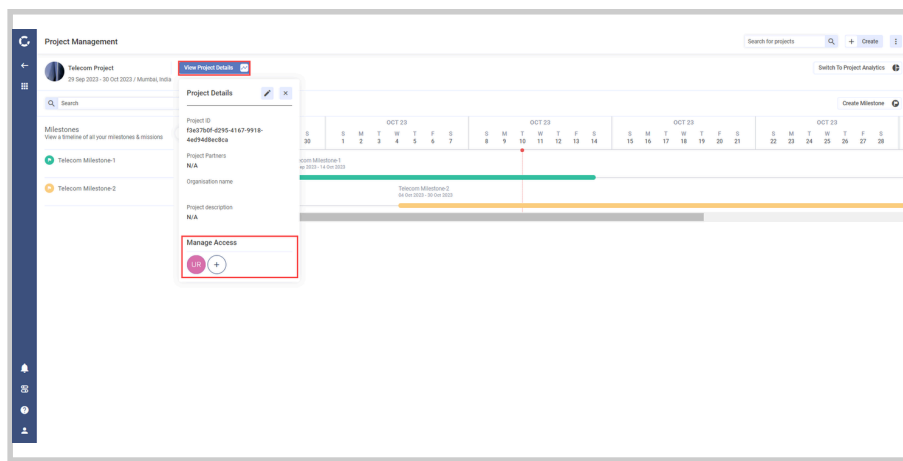 Project Management
Search for projects
+ Create
Telecom Project
29 Sep 2023 - 30 Oct 2023 / Mumbai, India
View Project Details
Switch To Project Analytics
Search
Create Milestone
Project Details
Project ID
f3e37b0f-d295-4167-9918-
4ed94d8ec8ca
Project Partners
N/A
Organisation name
Project description
N/A
Manage Access
UR +
Milestones
View a timeline of all your milestones & missions
OCT 23 OCT 23 OCT 23 OCT 23
S S M T W T F S S M T W T F S S M T W T F S S M T W T F S
30 1 2 3 4 5 6 7 8 9 10 11 12 13 14 15 16 17 18 19 20 21 22 23 24 25 26 27 28
Telecom Milestone-1
com Milestone-1
2023 - 14 Oct 2023
Telecom Milestone-2
Telecom Milestone-2
04 Oct 2023 - 30 Oct 2023